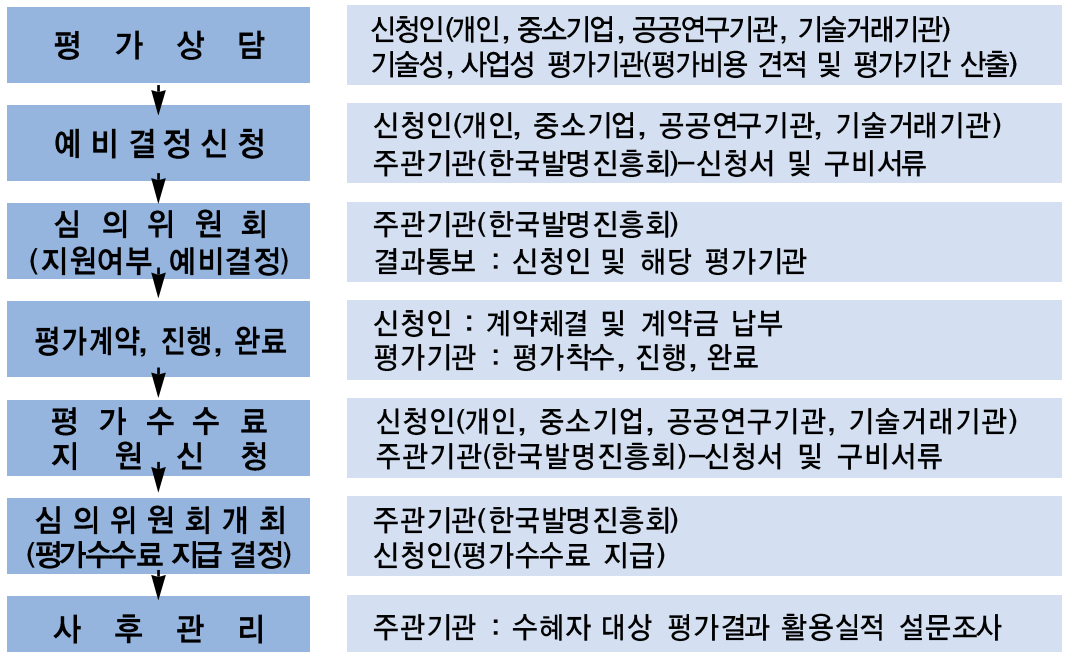 평 가 상 담
신청인(개인, 중소기업, 공공연구기관, 기술거래기관)
기술성, 사업성 평가기관(평가비용 견적 및 평가기간 산출)
예비결정신청
신청인(개인, 중소기업, 공공연구기관, 기술거래기관)
주관기관(한국발명진흥회)-신청서 및 구비서류
심 의 위 원 회
(지원여부, 예비결정)
주관기관(한국발명진흥회)
결과통보 : 신청인 및 해당 평가기관
평가계약, 진행, 완료
신청인 : 계약체결 및 계약금 납부
평가기관 : 평가착수, 진행, 완료
평 가 수 수 료
지 원 신 청
신청인(개인, 중소기업, 공공연구기관, 기술거래기관)
주관기관(한국발명진흥회)-신청서 및 구비서류
심의위원회개최
(평가수수료 지급 결정)
주관기관(한국발명진흥회)
신청인(평가수수료 지급)
사 후 관 리
주관기관 : 수혜자 대상 평가결과 활용실적 설문조사